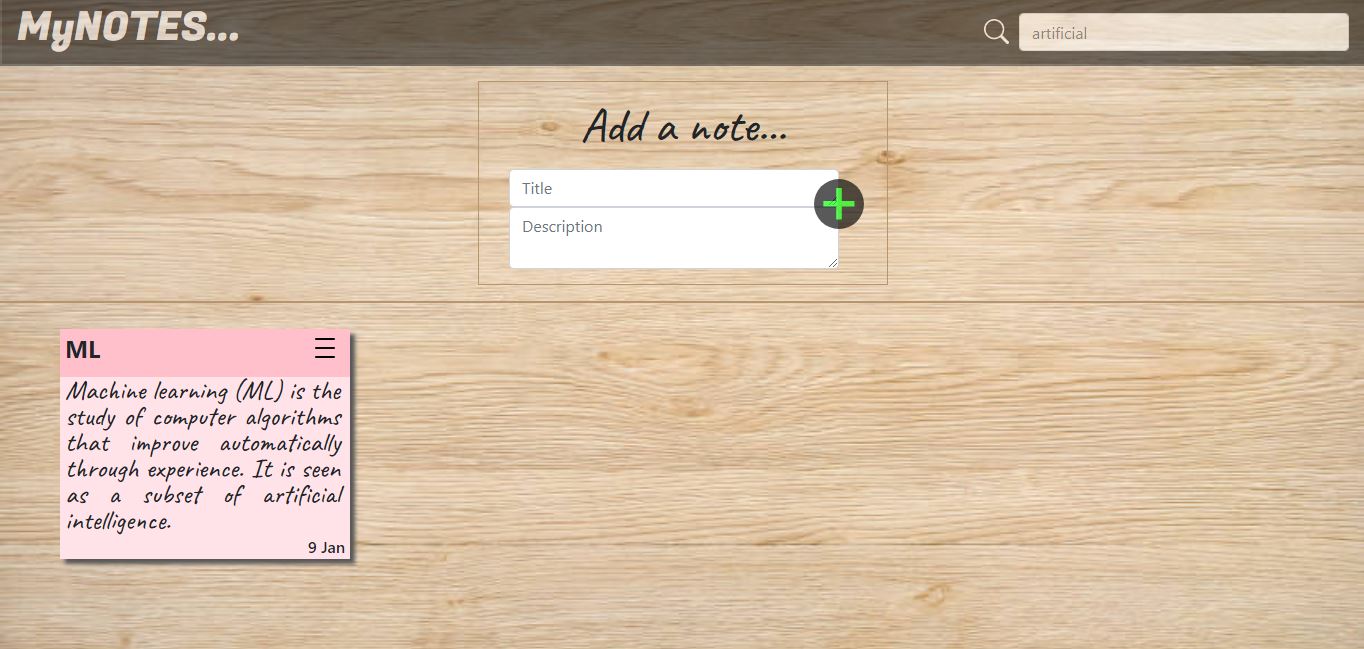 MyNOTES...
artificial
Add a note...
Title
Description
ML
Machine learning (ML) is the
study of computer algorithms
that improve automatically
through experience. It is seen
as a subset of artificial
intelligence.
9 Jan